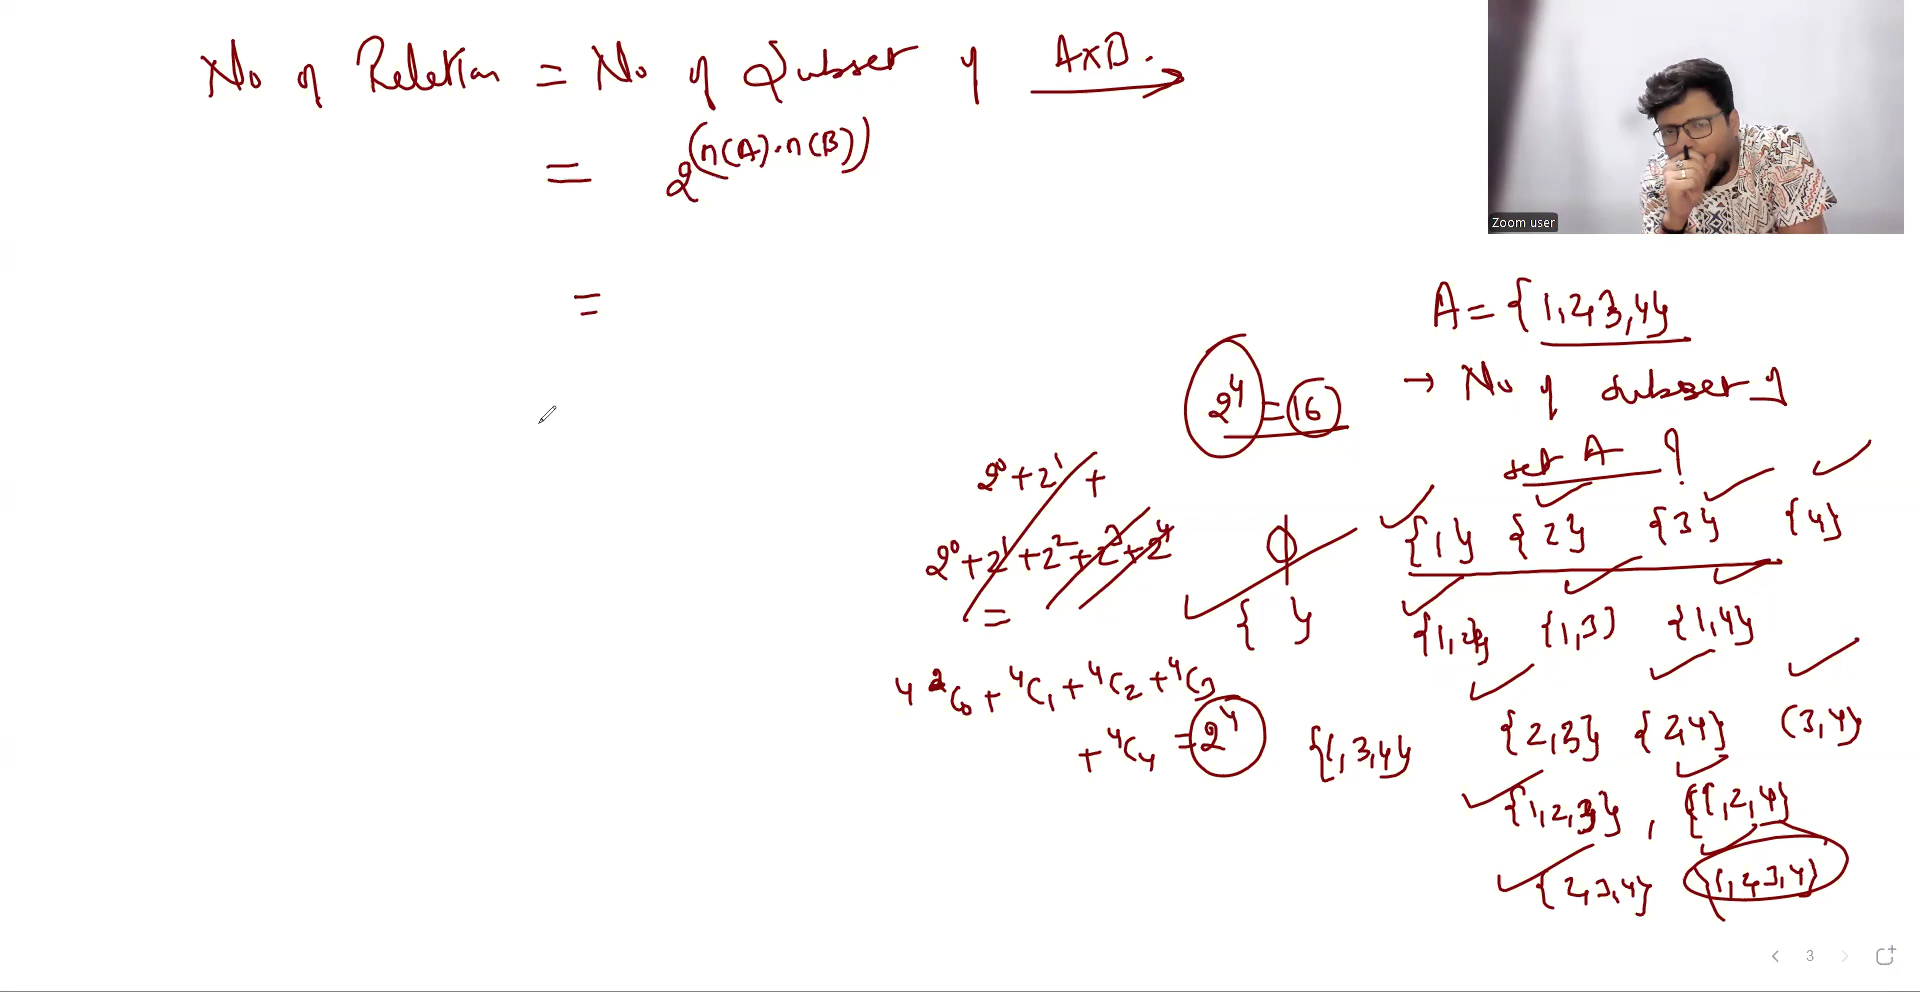 No of Relation = No of Subset of A×B.
= 2^(n(A)·n(B))
=
Zoom user
A = {1,2,3,4}
→ No of subset of
set A ?
2^4 = 16
2^0 + 2^1 +
2^0 + 2^1 + 2^2 + 2^3 + 2^4
=
ϕ
{ }
{1} {2} {3} {4}
{1,2} {1,3} {1,4}
{2,3} {2,4} (3,4}
4C0 + 4C1 + 4C2 + 4C3
+ 4C4 = 2^4
{1,3,4}
{1,2,3} , {1,2,4}
{2,3,4} {1,2,3,4}
3